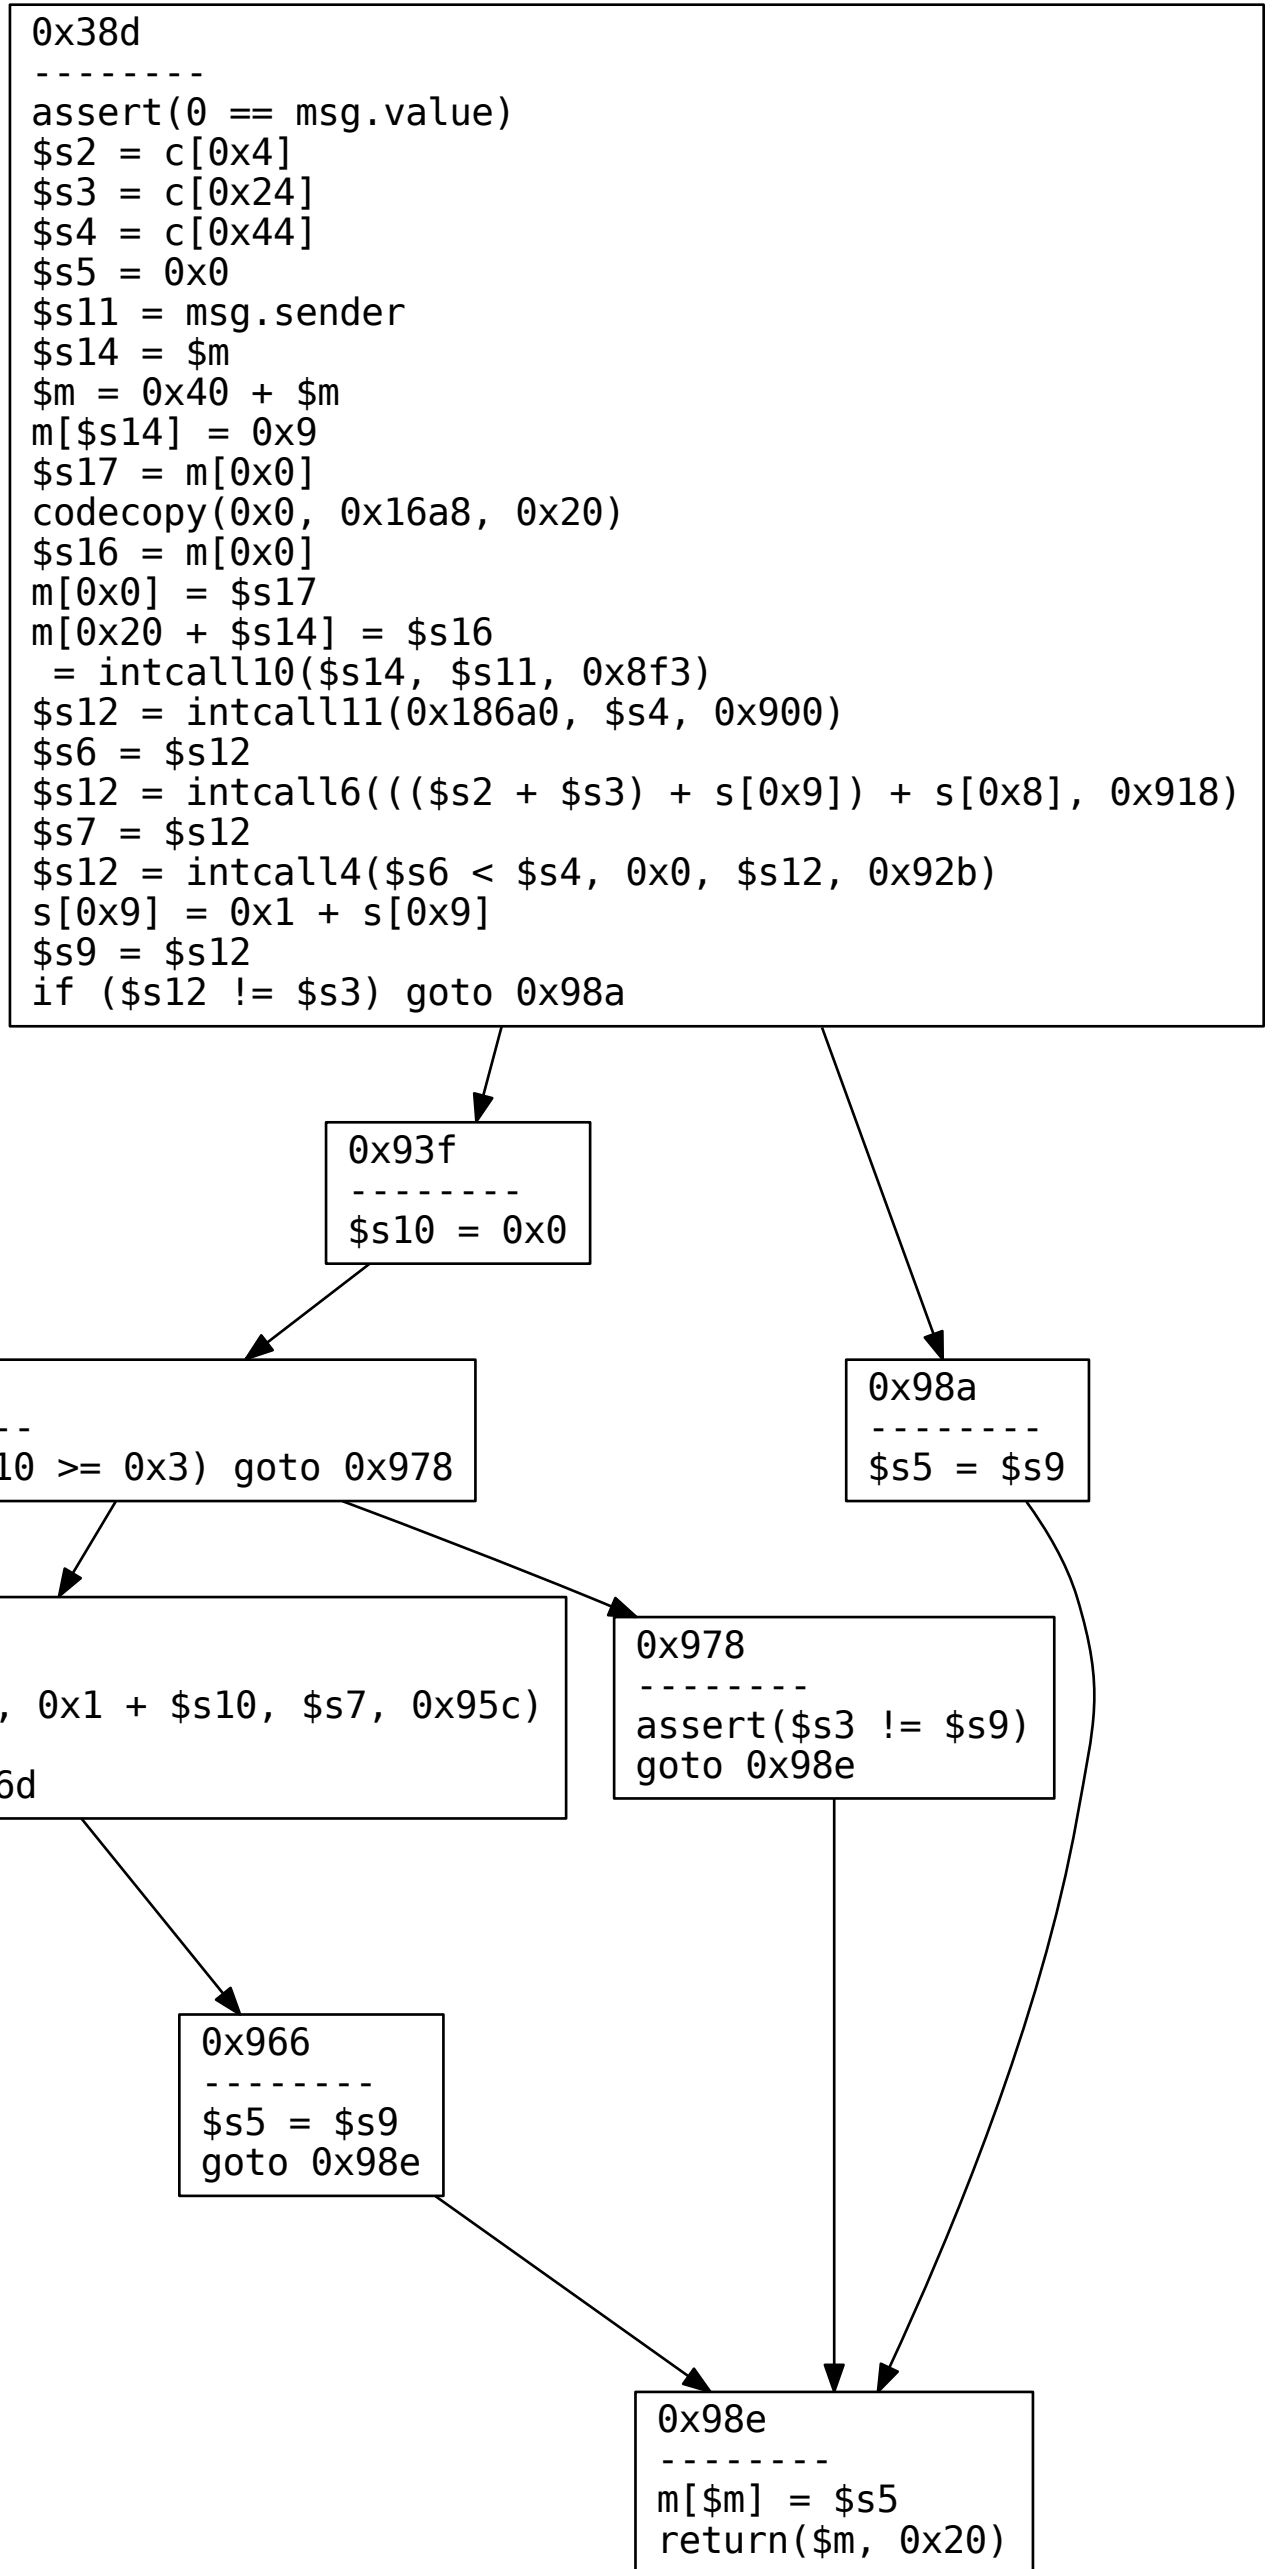 0x38d
--------
assert(0 == msg.value)
$s2 = c[0x4]
$s3 = c[0x24]
$s4 = c[0x44]
$s5 = 0x0
$s11 = msg.sender
$s14 = $m
$m = 0x40 + $m
m[$s14] = 0x9
$s17 = m[0x0]
codecopy(0x0, 0x16a8, 0x20)
$s16 = m[0x0]
m[0x0] = $s17
m[0x20 + $s14] = $s16
= intcall10($s14, $s11, 0x8f3)
$s12 = intcall11(0x186a0, $s4, 0x900)
$s6 = $s12
$s12 = intcall6((($s2 + $s3) + s[0x9]) + s[0x8], 0x918)
$s7 = $s12
$s12 = intcall4($s6 < $s4, 0x0, $s12, 0x92b)
s[0x9] = 0x1 + s[0x9]
$s9 = $s12
if ($s12 != $s3) goto 0x98a
0x93f
--------
$s10 = 0x0
--
10 >= 0x3) goto 0x978
0x98a
--------
$s5 = $s9
, 0x1 + $s10, $s7, 0x95c)
6d
0x978
--------
assert($s3 != $s9)
goto 0x98e
0x966
--------
$s5 = $s9
goto 0x98e
0x98e
--------
m[$m] = $s5
return($m, 0x20)